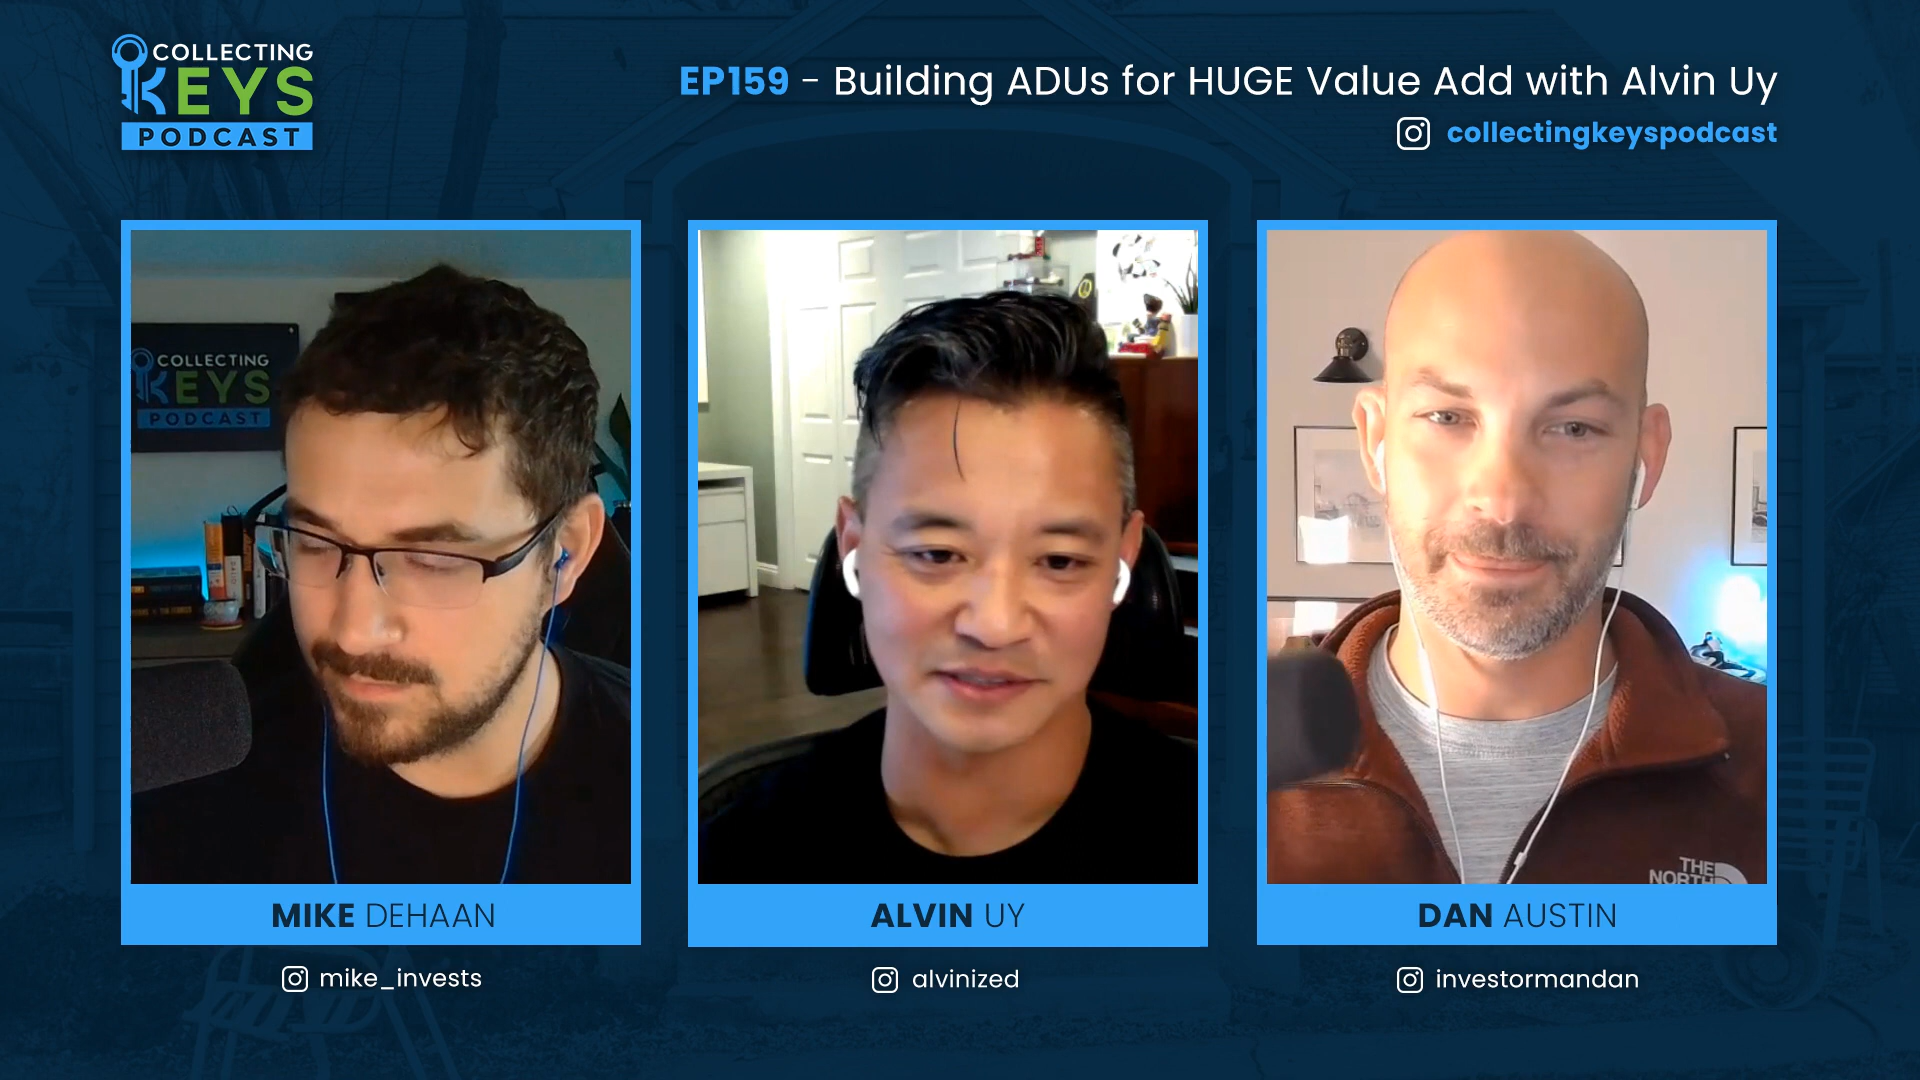 COLLECTING
KEYS
PODCAST
EP159 - Building ADUs for HUGE Value Add with Alvin Uy
collectingkeyspodcast
COLLECTING
KEYS
PODCAST
THE
NORTH
MIKE DEHAAN
ALVIN UY
DAN AUSTIN
mike_invests
alvinized
investormandan